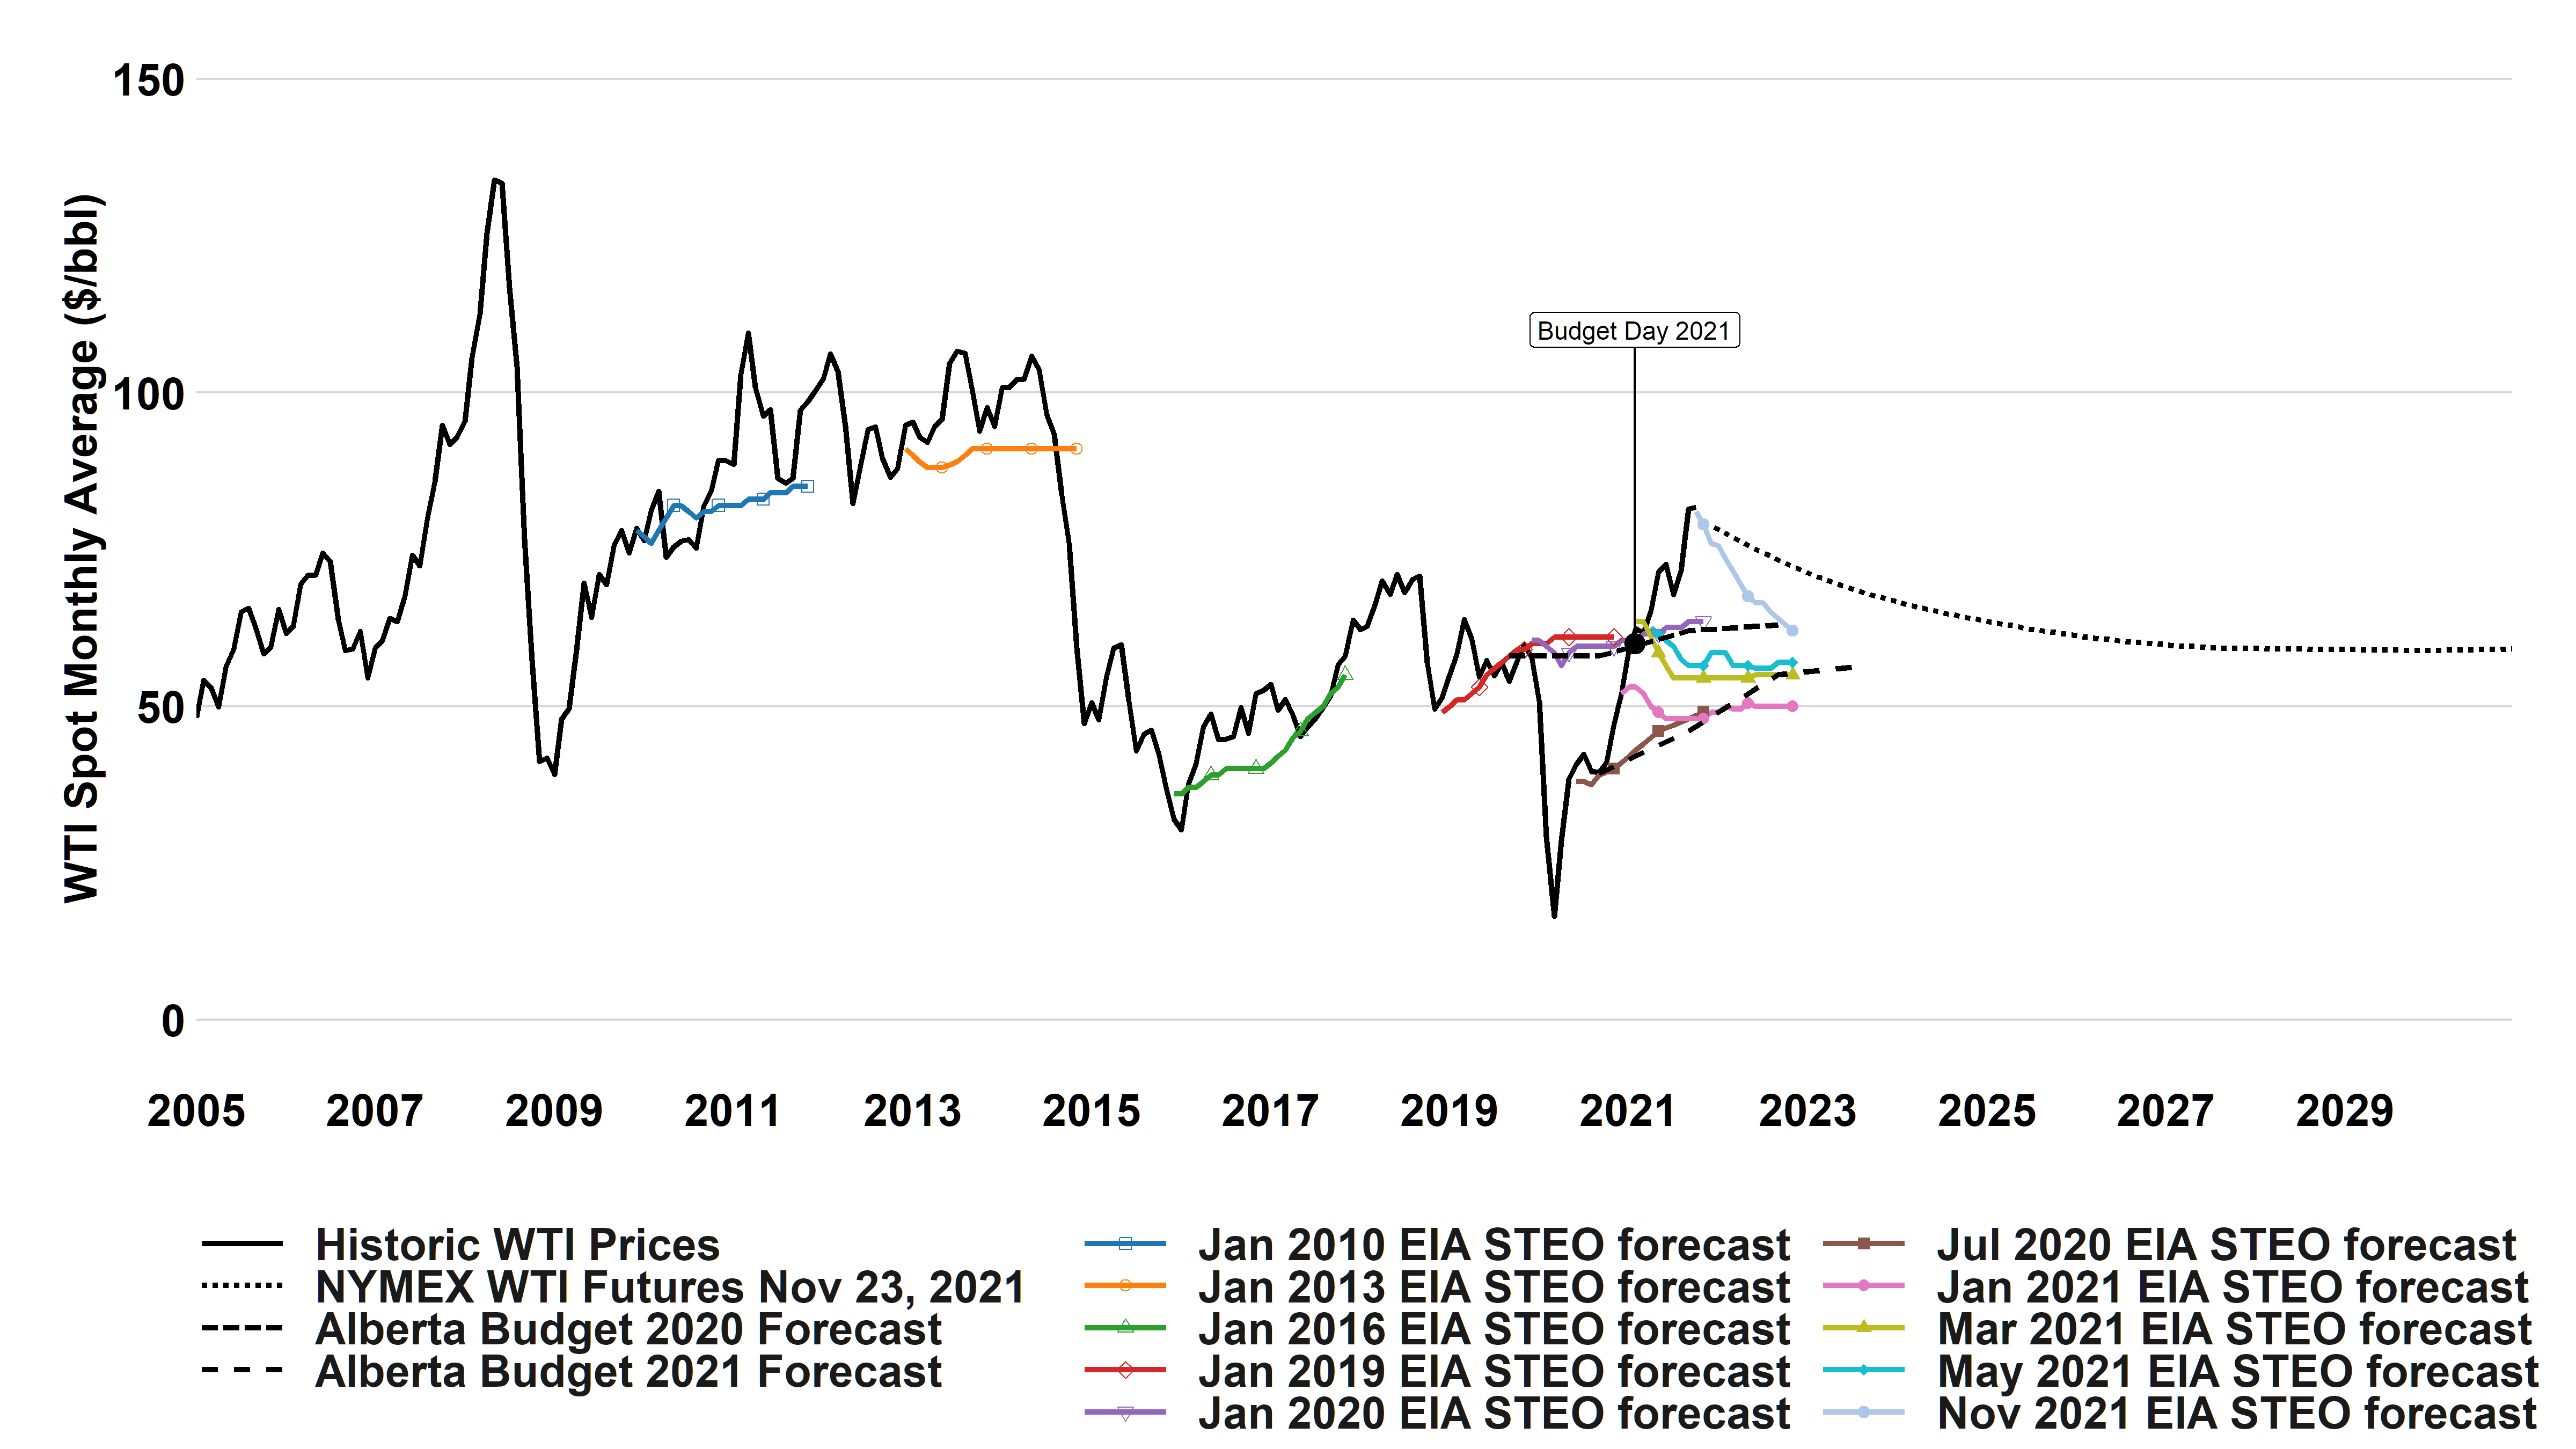 WTI Spot Monthly Average ($/bbl)
150
100
50
0
Budget Day 2021
2005 2007 2009 2011 2013 2015 2017 2019 2021 2023 2025 2027 2029
Historic WTI Prices
NYMEX WTI Futures Nov 23, 2021
Alberta Budget 2020 Forecast
Alberta Budget 2021 Forecast
Jan 2010 EIA STEO forecast
Jan 2013 EIA STEO forecast
Jan 2016 EIA STEO forecast
Jan 2019 EIA STEO forecast
Jan 2020 EIA STEO forecast
Jul 2020 EIA STEO forecast
Jan 2021 EIA STEO forecast
Mar 2021 EIA STEO forecast
May 2021 EIA STEO forecast
Nov 2021 EIA STEO forecast